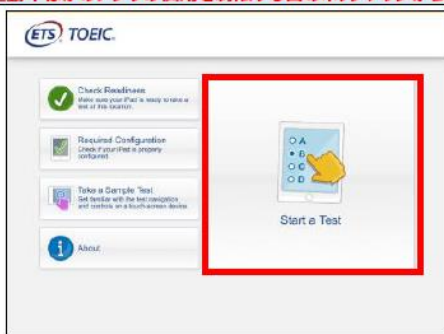 ETS TOEIC.
Check Readiness
Make sure your iPad is ready to take a
test at this location.
Required Configuration
Check if your iPad is properly
configured.
Take a Sample Test
Get familiar with the test navigation
and controls on a touch-screen device.
About
A
B
C
D
Start a Test